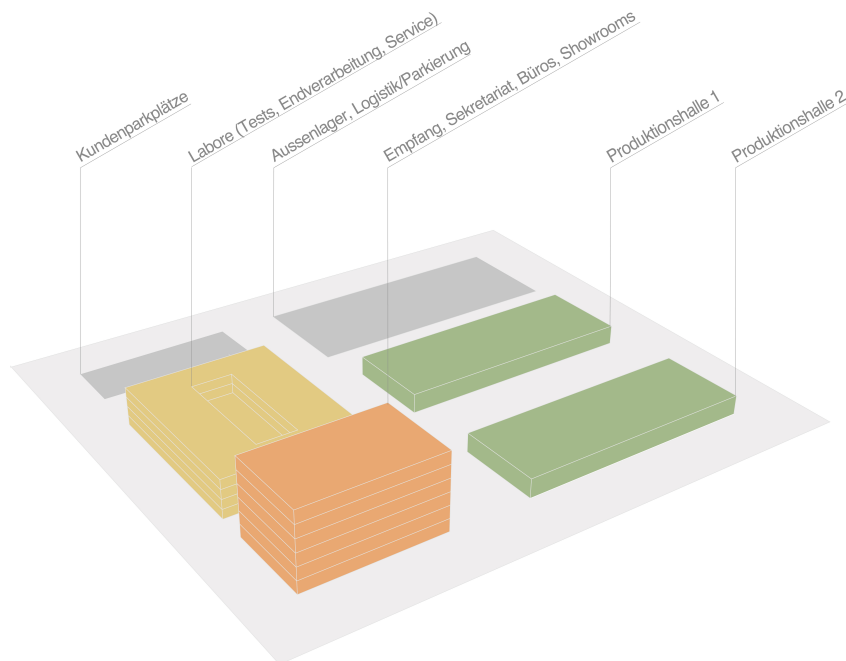 Kundenparkplätze
Labore (Tests, Endverarbeitung, Service)
Aussenlager, Logistik/Parkierung
Empfang, Sekretariat, Büros, Showrooms
Produktionshalle 1
Produktionshalle 2